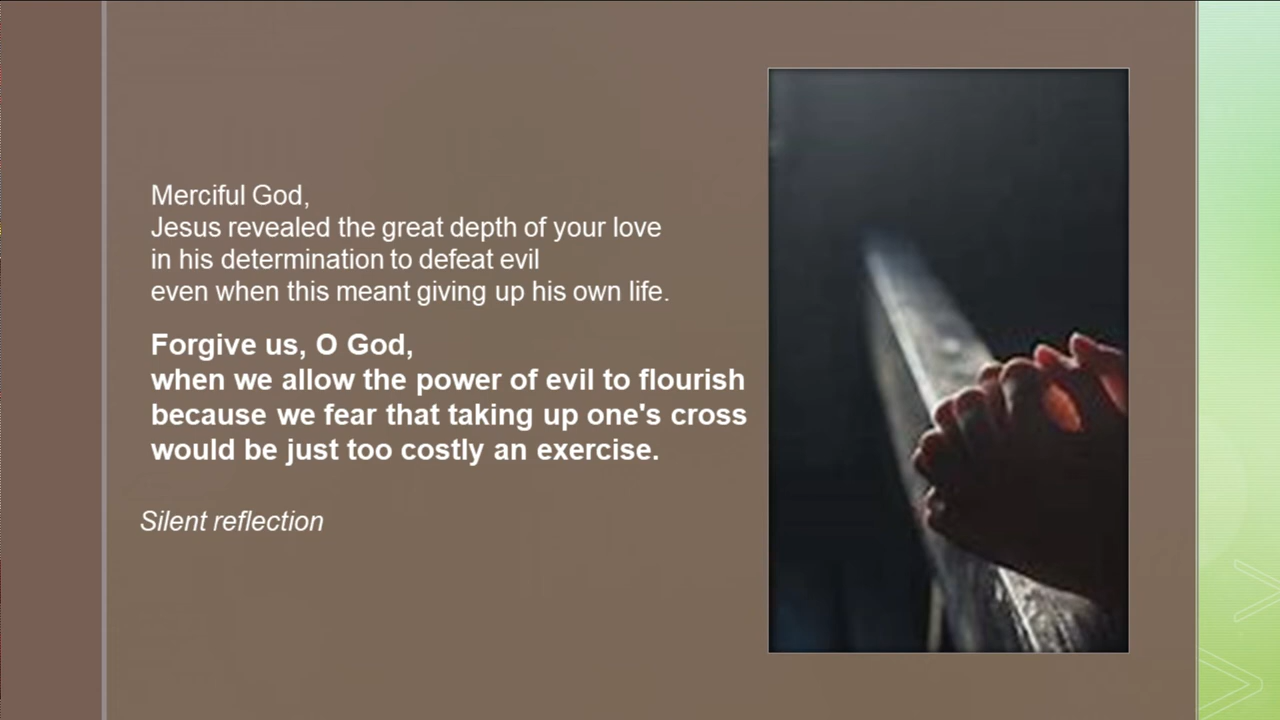 Merciful God,
Jesus revealed the great depth of your love
in his determination to defeat evil
even when this meant giving up his own life.
Forgive us, O God,
when we allow the power of evil to flourish
because we fear that taking up one's cross
would be just too costly an exercise.
Silent reflection